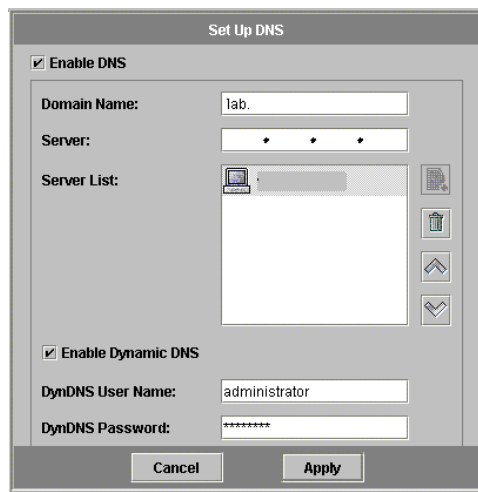 Set Up DNS
Enable DNS
Domain Name: lab.
Server: . . .
Server List:
Enable Dynamic DNS
DynDNS User Name: administrator
DynDNS Password: ********
Cancel Apply